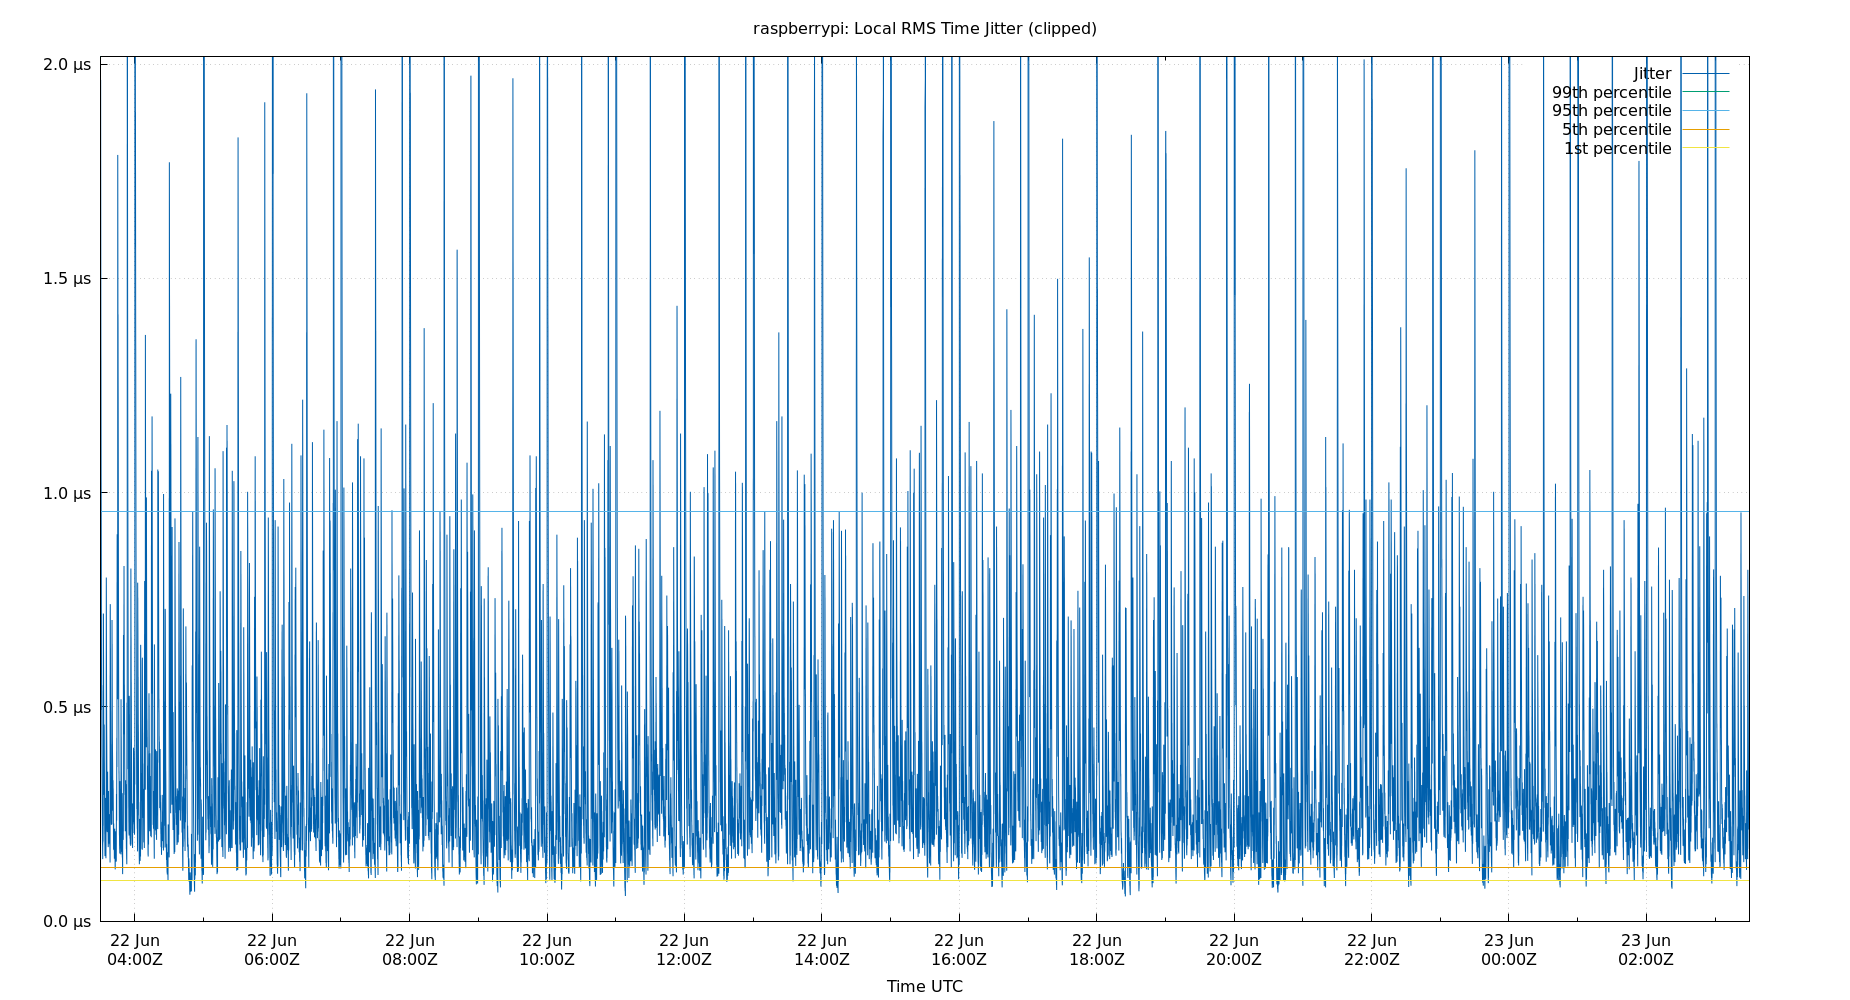 raspberrypi: Local RMS Time Jitter (clipped)
2.0 µs
1.5 µs
1.0 µs
0.5 µs
0.0 µs
Jitter
99th percentile
95th percentile
5th percentile
1st percentile
22 Jun 22 Jun 22 Jun 22 Jun 22 Jun 22 Jun 22 Jun 22 Jun 22 Jun 22 Jun 23 Jun 23 Jun
04:00Z 06:00Z 08:00Z 10:00Z 12:00Z 14:00Z 16:00Z 18:00Z 20:00Z 22:00Z 00:00Z 02:00Z
Time UTC